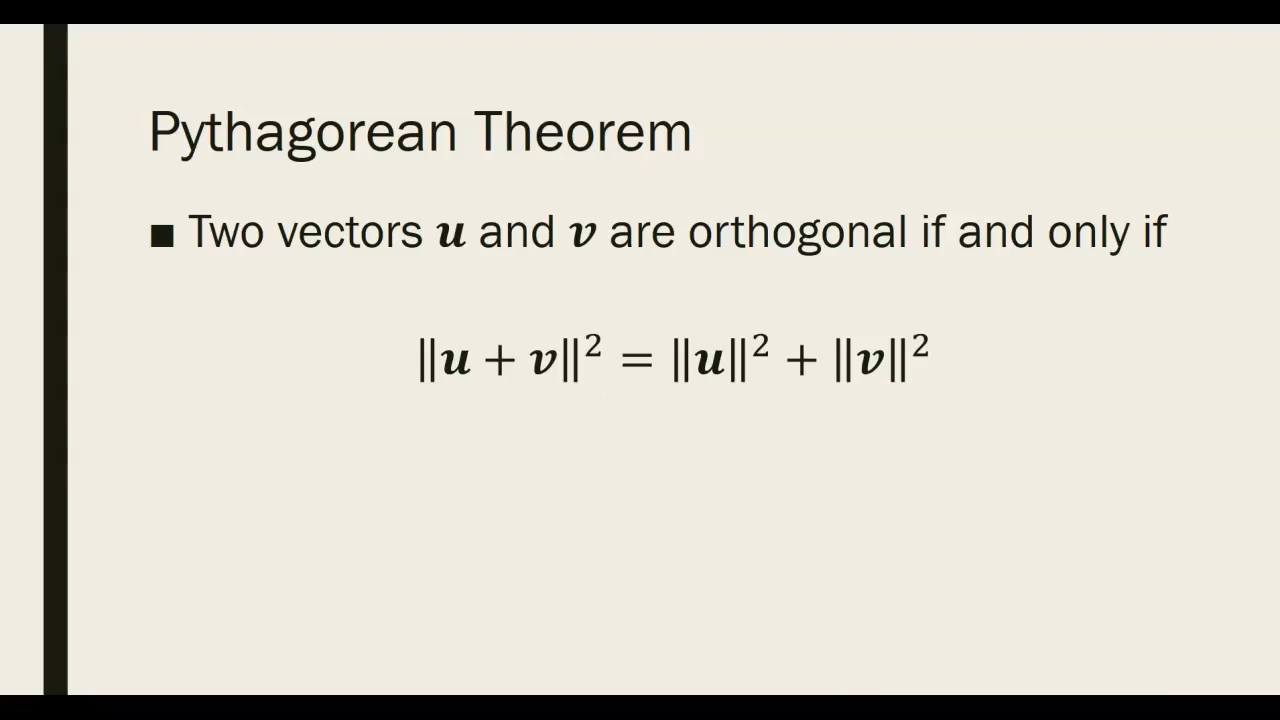 Pythagorean Theorem
■ Two vectors 𝒖 and 𝒗 are orthogonal if and only if
‖𝒖 + 𝒗‖² = ‖𝒖‖² + ‖𝒗‖²